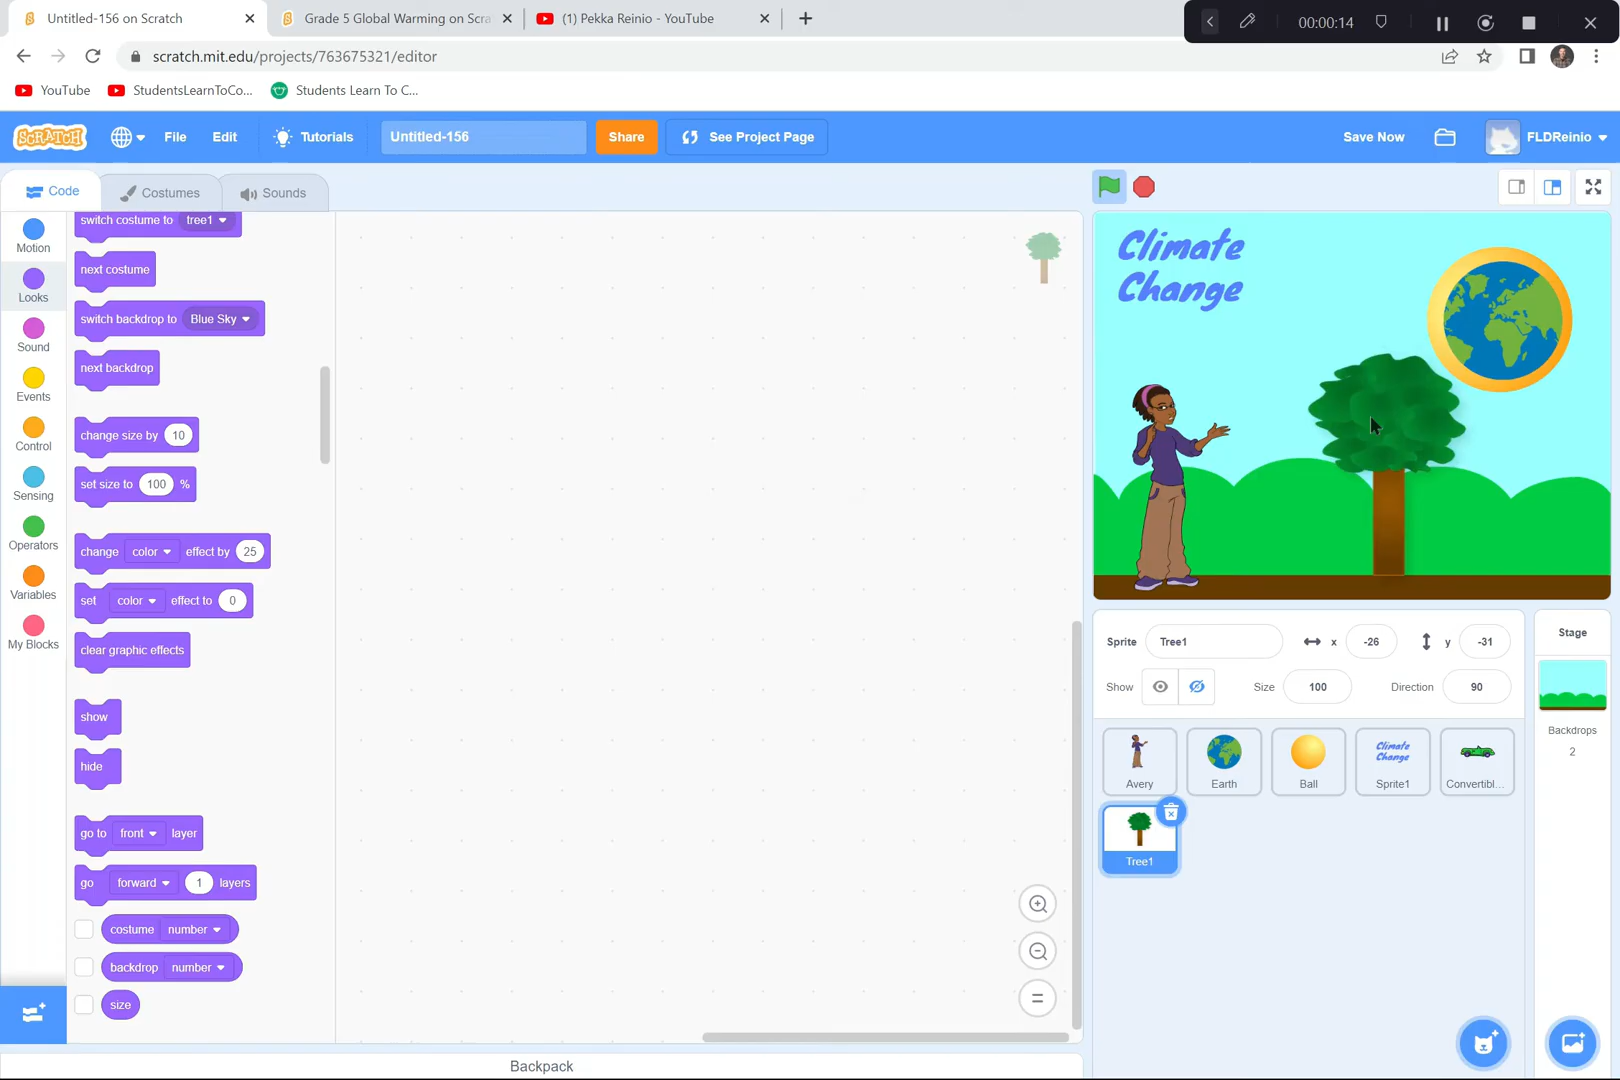 Untitled-156 on Scratch
Grade 5 Global Warming on Scra
(1) Pekka Reinio - YouTube
00:00:14
scratch.mit.edu/projects/763675321/editor
YouTube
StudentsLearnToCo...
Students Learn To C...
SCRATCH
File
Edit
Tutorials
Untitled-156
Share
See Project Page
Save Now
FLDReinio
Code
Costumes
Sounds
Motion
Looks
Sound
Events
Control
Sensing
Operators
Variables
My Blocks
switch costume to tree1
next costume
switch backdrop to Blue Sky
next backdrop
change size by 10
set size to 100 %
change color effect by 25
set color effect to 0
clear graphic effects
show
hide
go to front layer
go forward 1 layers
costume number
backdrop number
size
Backpack
Climate
Change
Sprite Tree1 x -26 y -31
Show Size 100 Direction 90
Avery
Earth
Ball
Climate
Change
Sprite1
Convertibl...
Tree1
Stage
Backdrops
2